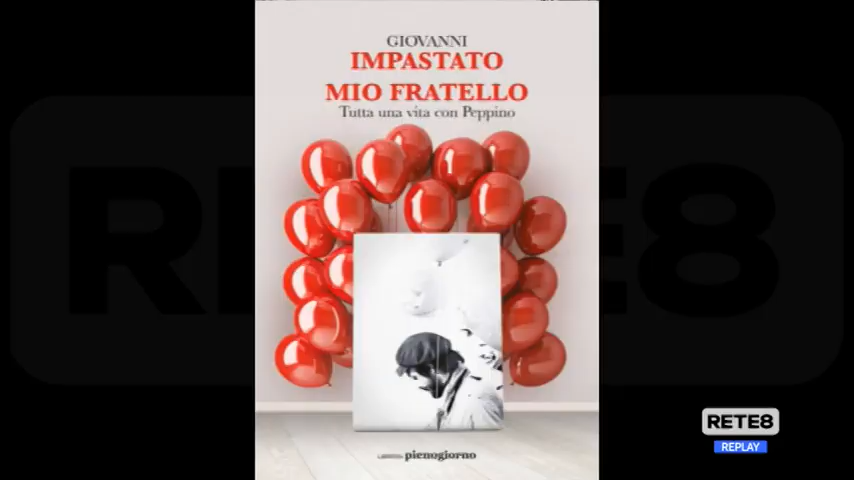 GIOVANNI
IMPASTATO
MIO FRATELLO
Tutta una vita con Peppino
pienogiorno
RETE8
REPLAY